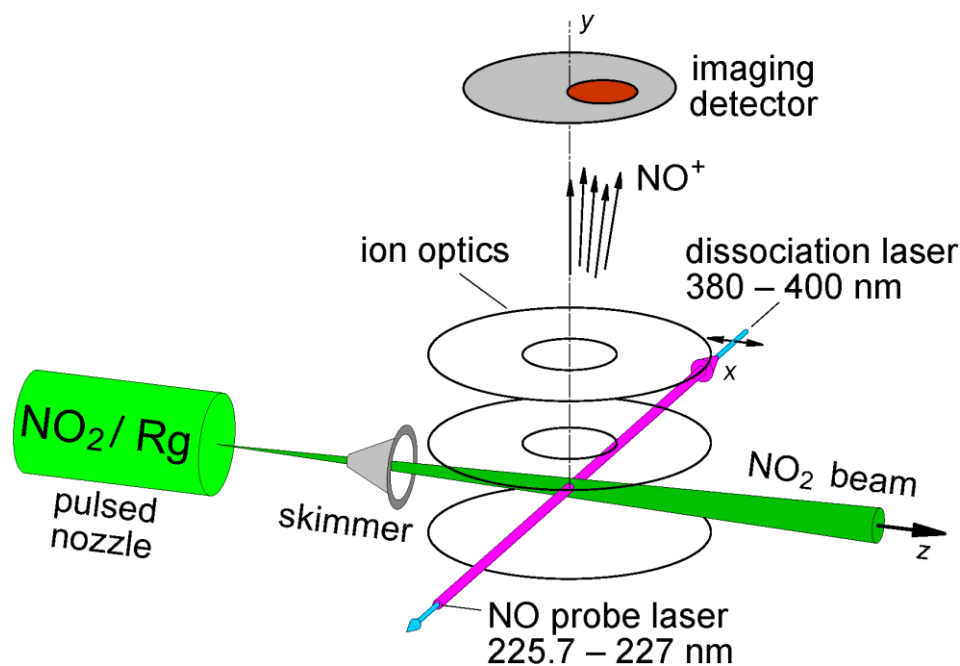 y
imaging
detector
NO⁺
ion optics
dissociation laser
380 – 400 nm
x
NO₂ / Rg
pulsed
nozzle
skimmer
NO₂ beam
z
NO probe laser
225.7 – 227 nm